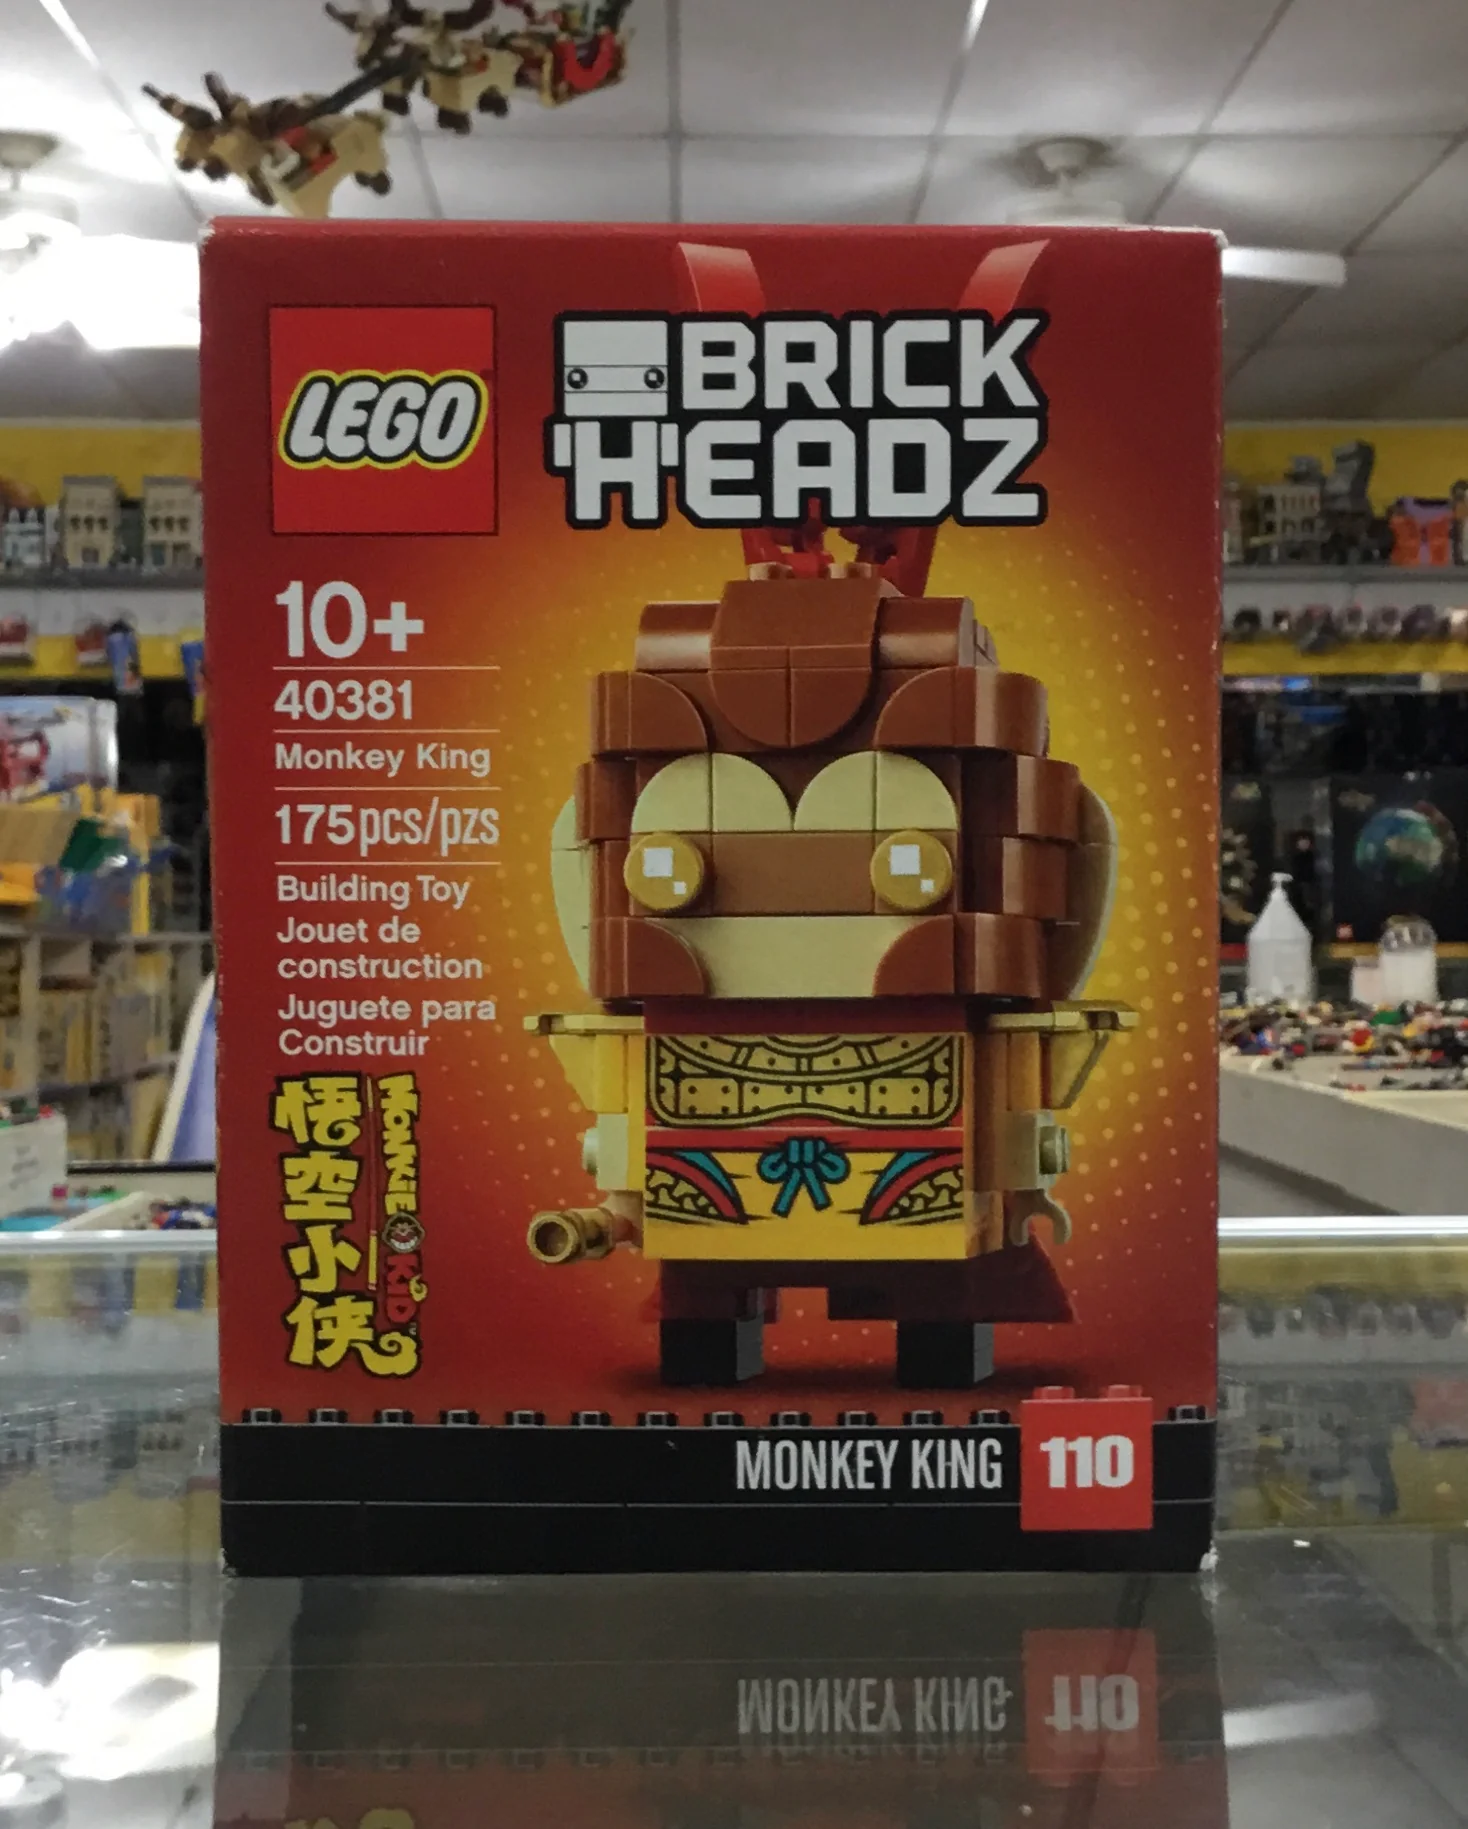 LEGO
BRICK
HEADZ
10+
40381
Monkey King
175pcs/pzs
Building Toy
Jouet de
construction
Juguete para
Construir
悟空小侠
MONKIE KID
MONKEY KING
110